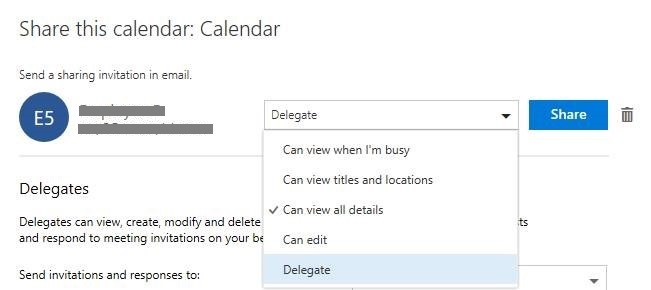 Share this calendar: Calendar
Send a sharing invitation in email.
E5
Delegate
Share
Can view when I'm busy
Can view titles and locations
Can view all details
Can edit
Delegate
Delegates
Delegates can view, create, modify and delete
and respond to meeting invitations on your be
Send invitations and responses to: